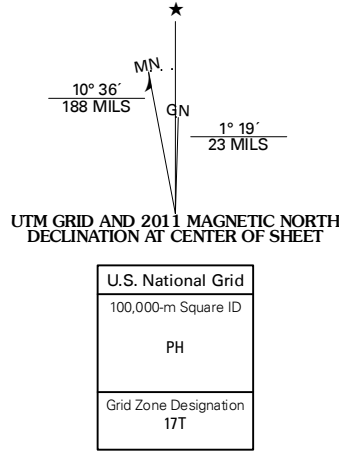 ★
MN
GN
10° 36´
188 MILS
1° 19´
23 MILS
UTM GRID AND 2011 MAGNETIC NORTH
DECLINATION AT CENTER OF SHEET
U.S. National Grid
100,000-m Square ID
PH
Grid Zone Designation
17T